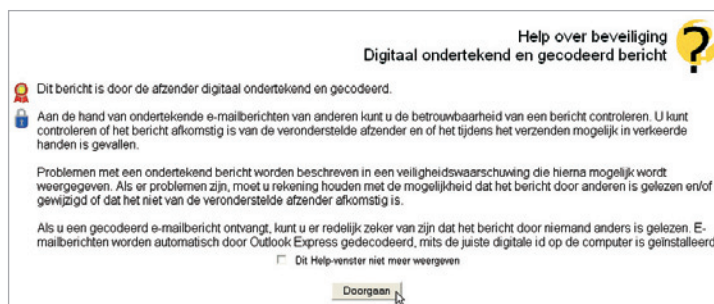 Help over beveiliging
Digitaal ondertekend en gecodeerd bericht
Dit bericht is door de afzender digitaal ondertekend en gecodeerd.
Aan de hand van ondertekende e-mailberichten van anderen kunt u de betrouwbaarheid van een bericht controleren. U kunt
controleren of het bericht afkomstig is van de veronderstelde afzender en of het tijdens het verzenden mogelijk in verkeerde
handen is gevallen.
Problemen met een ondertekend bericht worden beschreven in een veiligheidswaarschuwing die hierna mogelijk wordt
weergegeven. Als er problemen zijn, moet u rekening houden met de mogelijkheid dat het bericht door anderen is gelezen en/of
gewijzigd of dat het niet van de veronderstelde afzender afkomstig is.
Als u een gecodeerd e-mailbericht ontvangt, kunt u er redelijk zeker van zijn dat het bericht door niemand anders is gelezen. E-
mailberichten worden automatisch door Outlook Express gedecodeerd, mits de juiste digitale id op de computer is geïnstalleerd
Dit Help-venster niet meer weergeven
Doorgaan